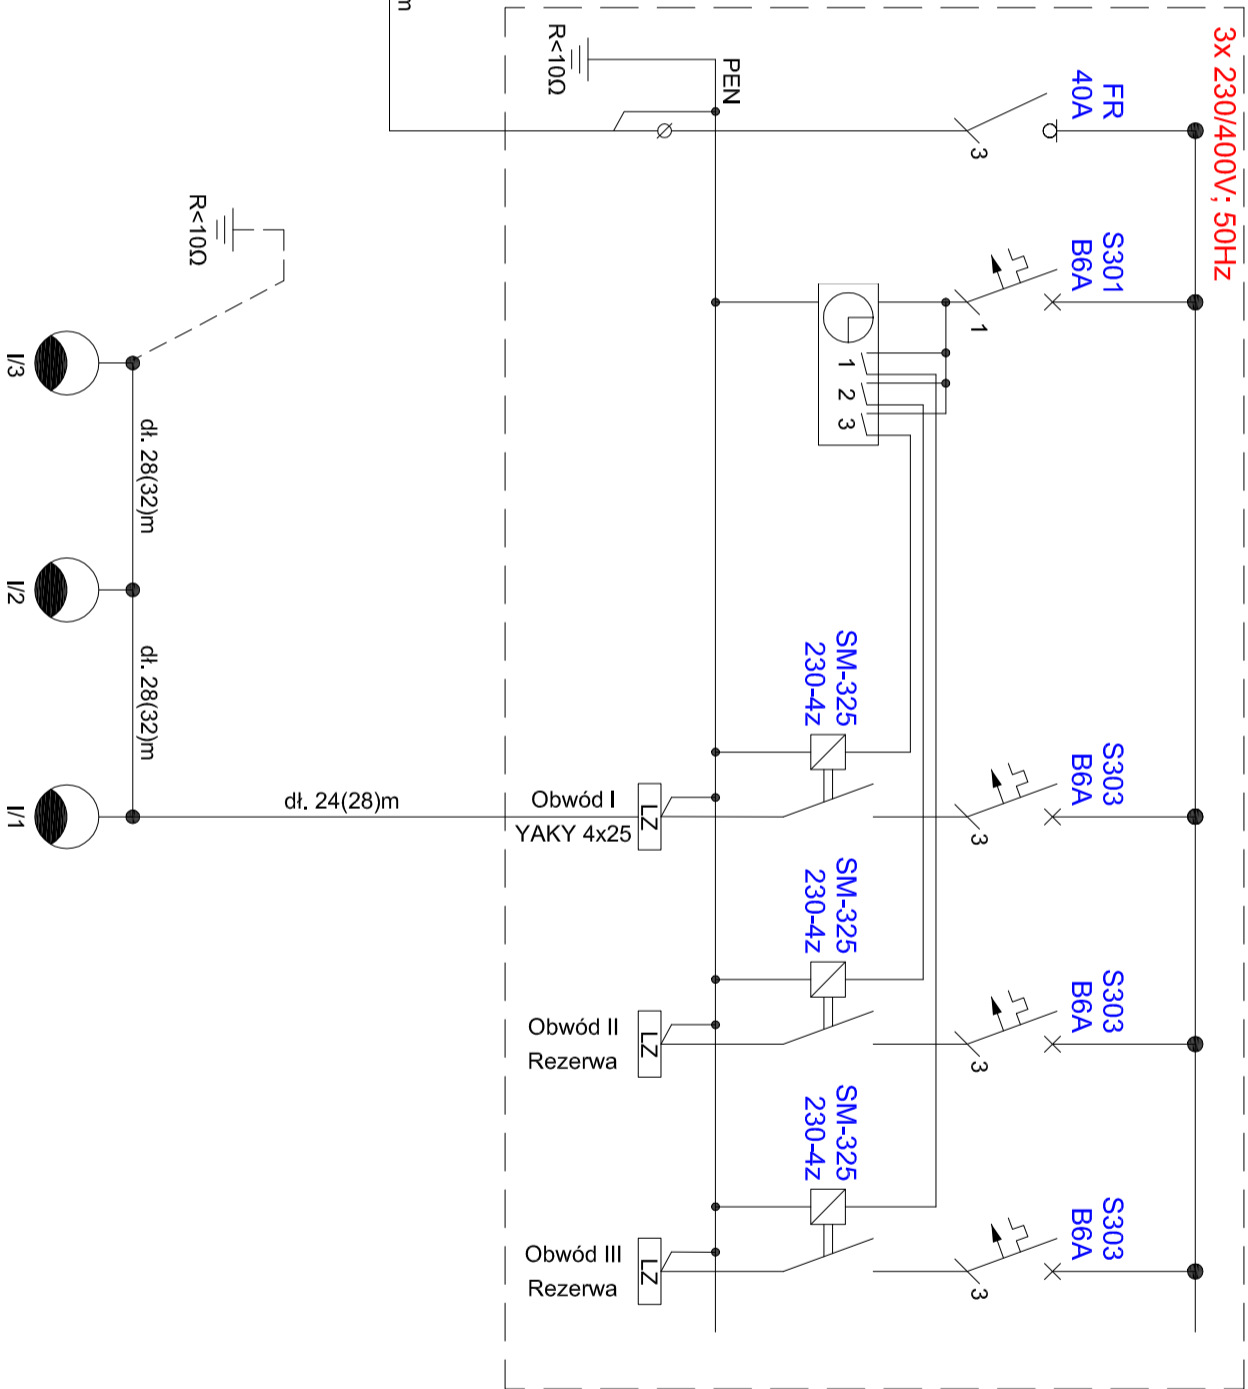 3x 230/400V; 50Hz
FR
40A
3
PEN
R<10Ω
m
S301
B6A
1
1
2
3
S303
B6A
3
SM-325
230-4z
LZ
Obwód I
YAKY 4x25
S303
B6A
3
SM-325
230-4z
LZ
Obwód II
Rezerwa
S303
B6A
3
SM-325
230-4z
LZ
Obwód III
Rezerwa
dł. 24(28)m
R<10Ω
dł. 28(32)m
dł. 28(32)m
I/3
I/2
I/1